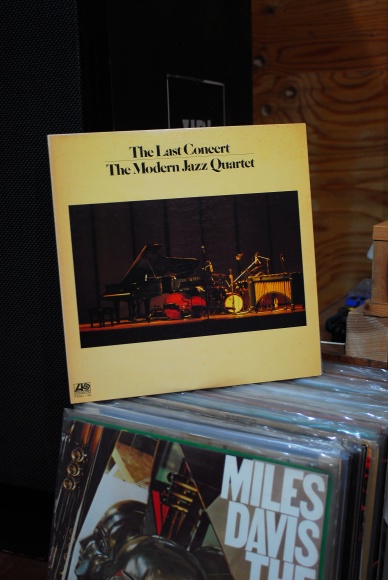 The Last Concert
The Modern Jazz Quartet
MILES
DAVIS
THE